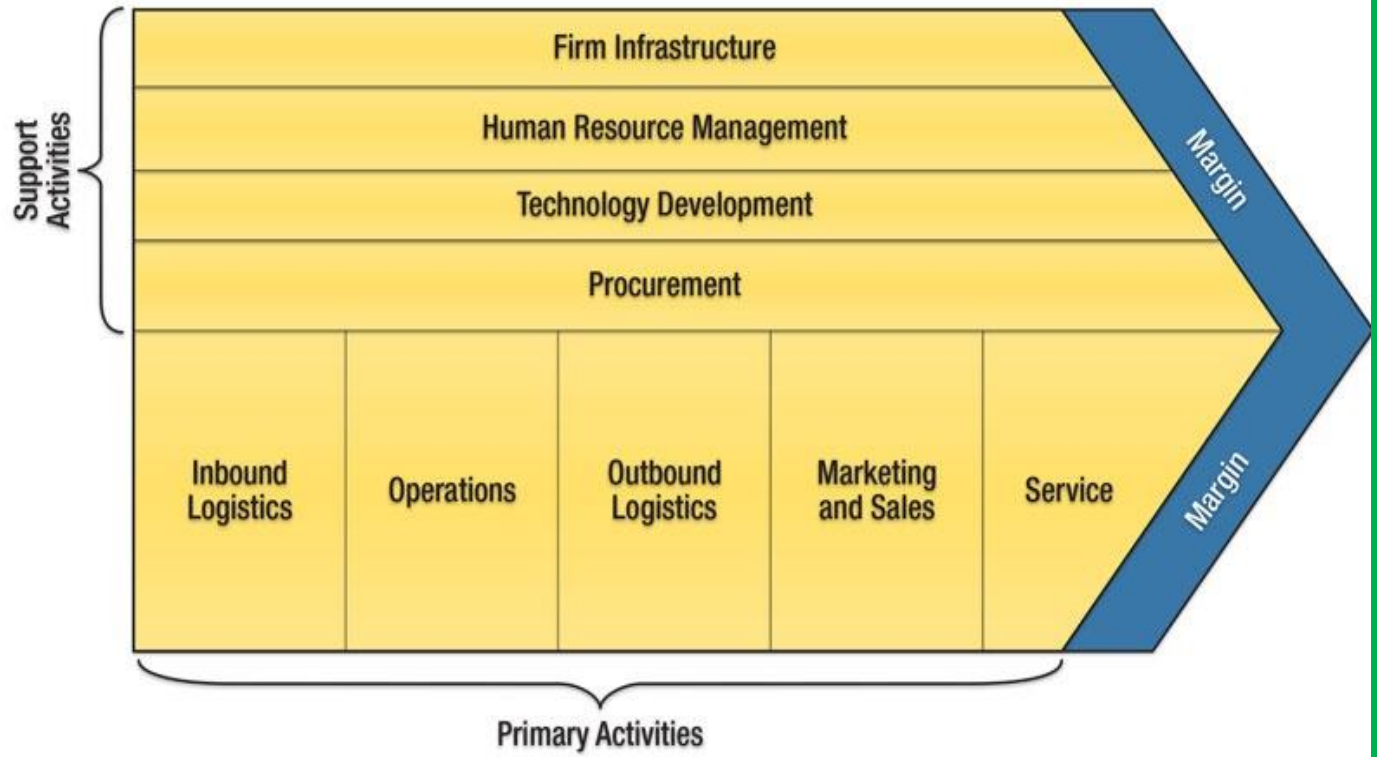 Support
Activities
Firm Infrastructure
Human Resource Management
Technology Development
Procurement
Margin
Inbound
Logistics
Operations
Outbound
Logistics
Marketing
and Sales
Service
Margin
Primary Activities